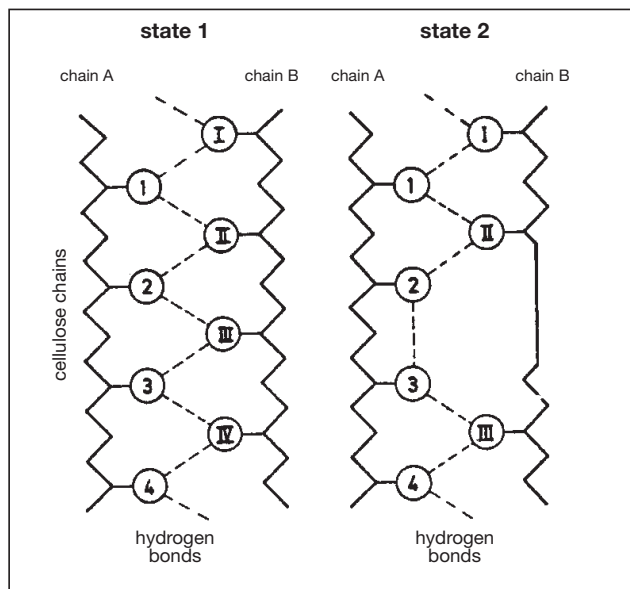 state 1
state 2
chain A
chain B
chain A
chain B
I
I
1
1
II
II
2
2
III
3
3
IV
III
4
4
cellulose chains
hydrogen
bonds
hydrogen
bonds